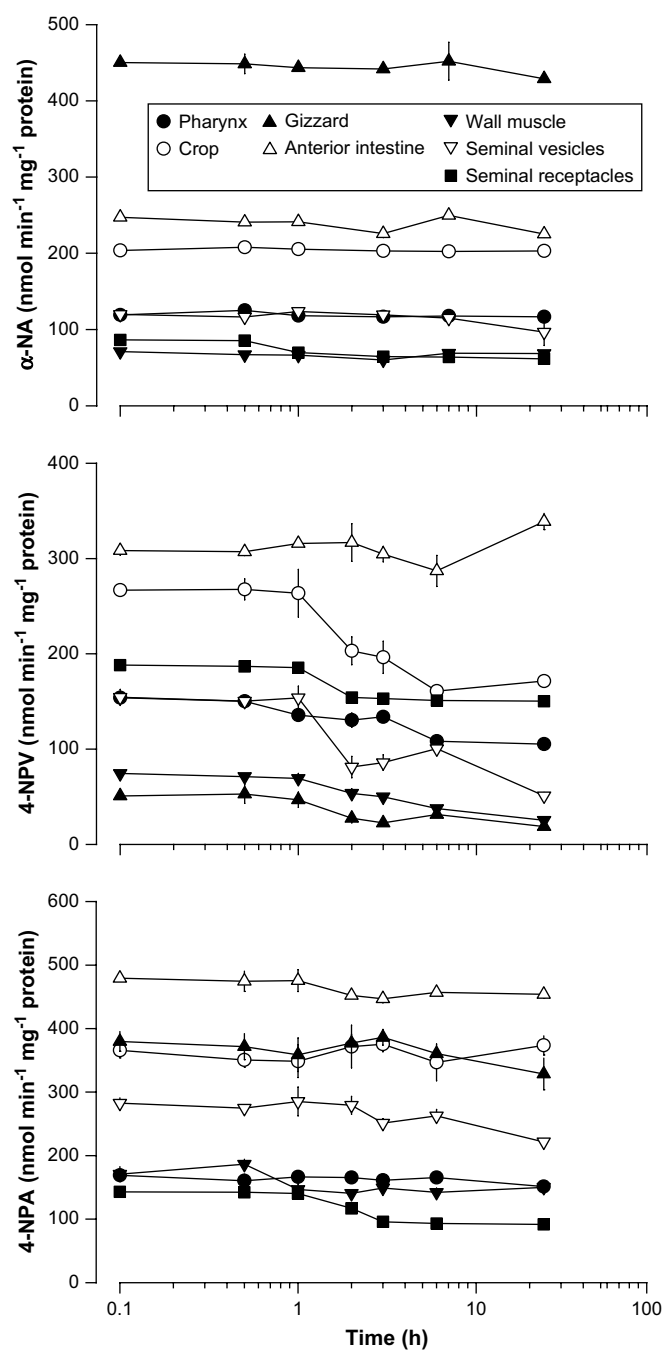 500
400
300
200
100
0
α-NA (nmol min-1 mg-1 protein)
Pharynx Gizzard Wall muscle
Crop Anterior intestine Seminal vesicles
Seminal receptacles
400
300
200
100
0
4-NPV (nmol min-1 mg-1 protein)
600
500
400
300
200
100
0
4-NPA (nmol min-1 mg-1 protein)
0.1 1 10 100
Time (h)